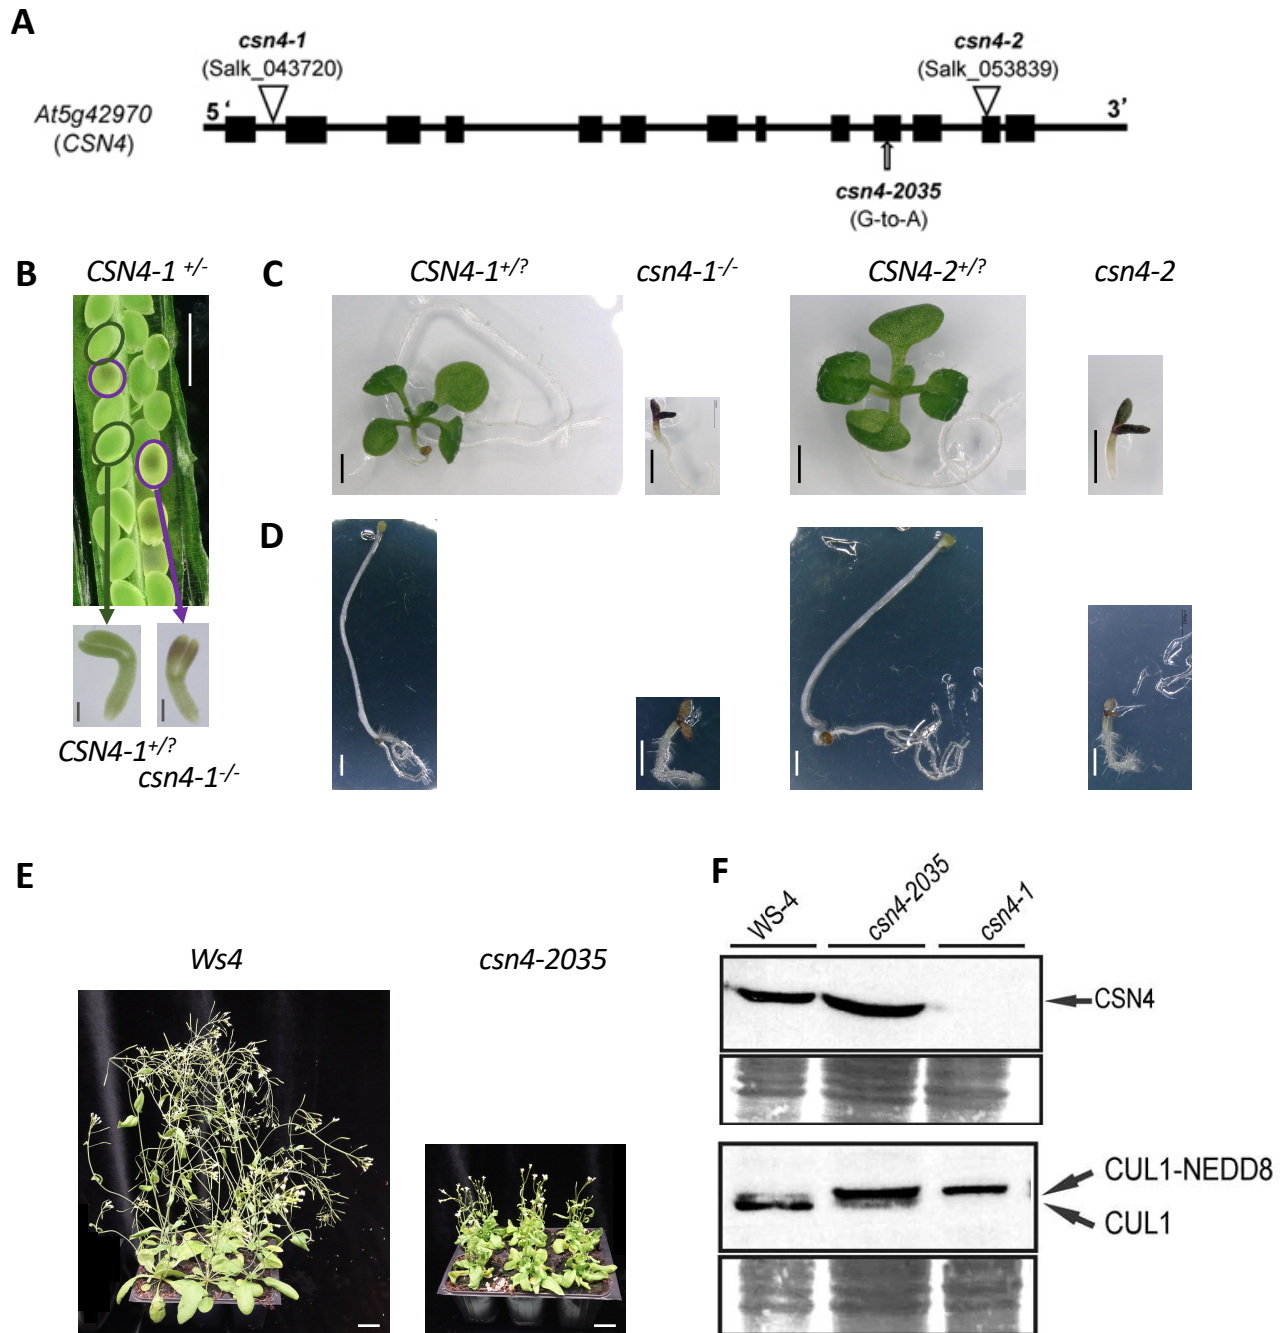 A
csn4-1
(Salk_043720)
csn4-2
(Salk_053839)
5‘
3’
At5g42970
(CSN4)
csn4-2035
(G-to-A)
B
CSN4-1 +/-
C
CSN4-1+/?
csn4-1-/-
CSN4-2+/?
csn4-2
D
CSN4-1+/?
csn4-1-/-
E
Ws4
csn4-2035
F
WS-4
csn4-2035
csn4-1
CSN4
CUL1-NEDD8
CUL1